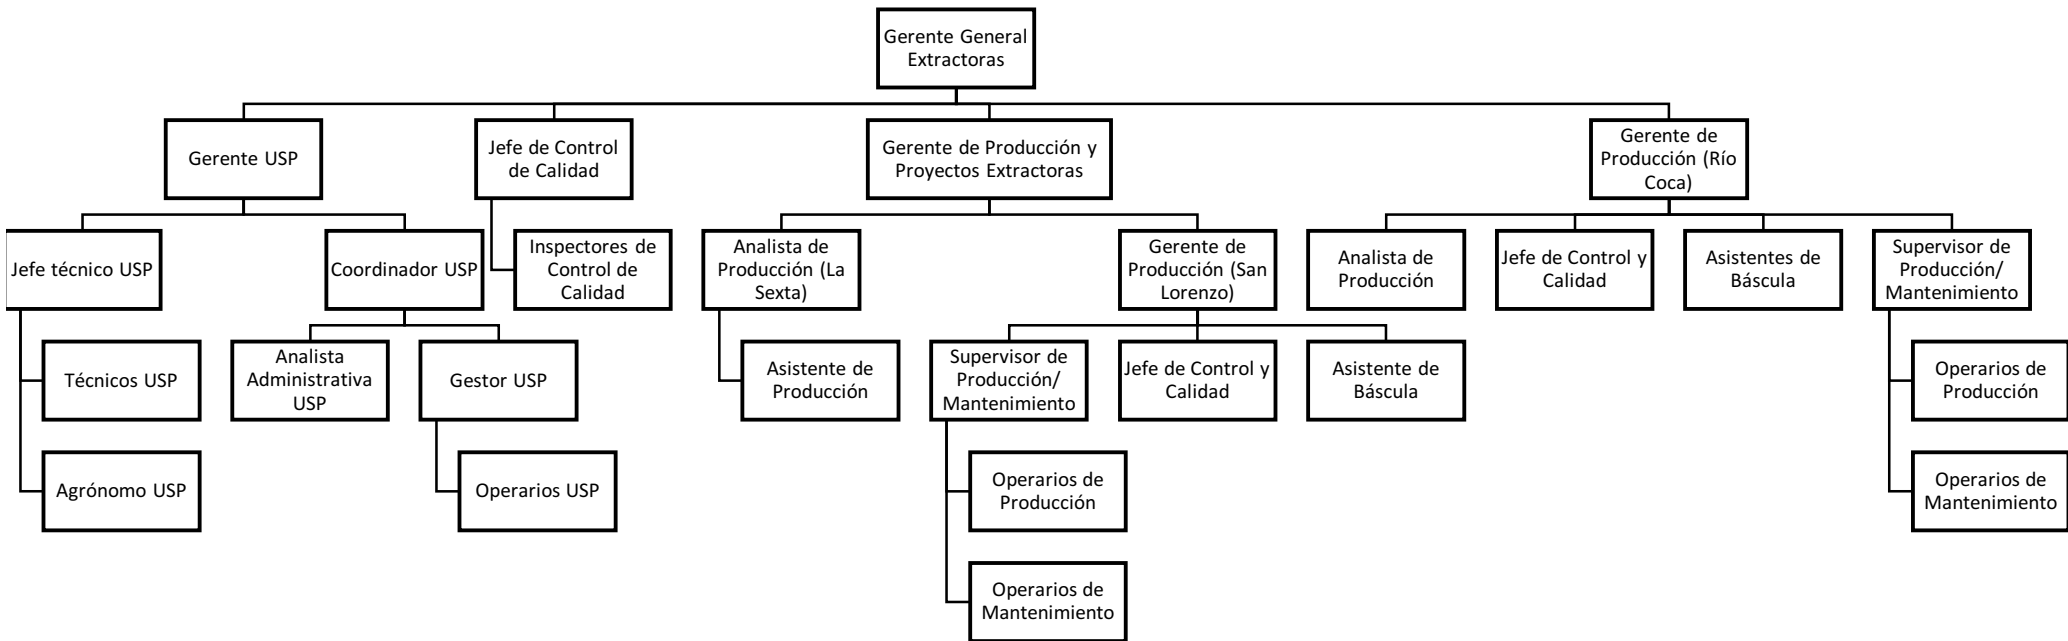 Gerente General
Extractoras
Gerente USP
Jefe de Control
de Calidad
Gerente de Producción y
Proyectos Extractoras
Gerente de
Producción (Río
Coca)
Jefe técnico USP
Coordinador USP
Inspectores de
Control de
Calidad
Analista de
Producción (La
Sexta)
Gerente de
Producción (San
Lorenzo)
Analista de
Producción
Jefe de Control y
Calidad
Asistentes de
Báscula
Supervisor de
Producción/
Mantenimiento
Técnicos USP
Analista
Administrativa
USP
Gestor USP
Asistente de
Producción
Supervisor de
Producción/
Mantenimiento
Jefe de Control y
Calidad
Asistente de
Báscula
Operarios de
Producción
Agrónomo USP
Operarios USP
Operarios de
Producción
Operarios de
Mantenimiento
Operarios de
Mantenimiento